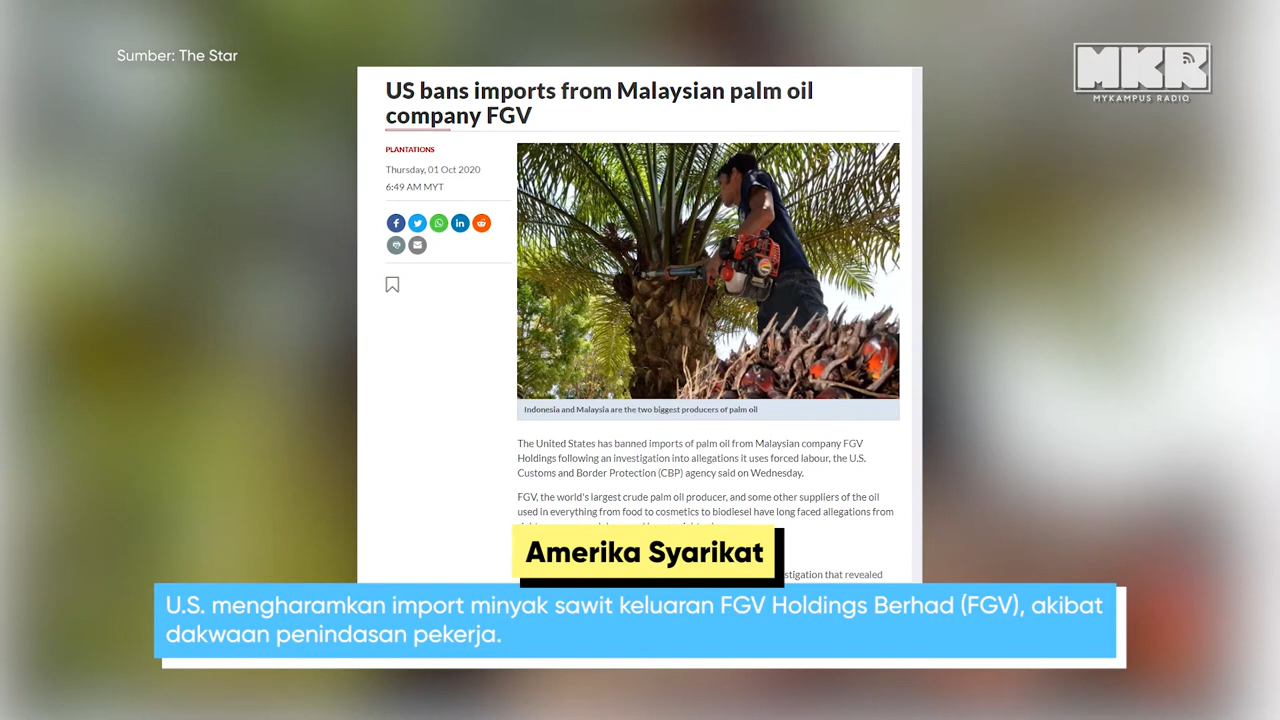 Sumber: The Star
MKR
MYKAMPUS RADIO
US bans imports from Malaysian palm oil
company FGV
PLANTATIONS
Thursday, 01 Oct 2020
6:49 AM MYT
Indonesia and Malaysia are the two biggest producers of palm oil
The United States has banned imports of palm oil from Malaysian company FGV
Holdings following an investigation into allegations it uses forced labour, the U.S.
Customs and Border Protection (CBP) agency said on Wednesday.
FGV, the world's largest crude palm oil producer, and some other suppliers of the oil
used in everything from food to cosmetics to biodiesel have long faced allegations from
stigation that revealed
Amerika Syarikat
U.S. mengharamkan import minyak sawit keluaran FGV Holdings Berhad (FGV), akibat
dakwaan penindasan pekerja.